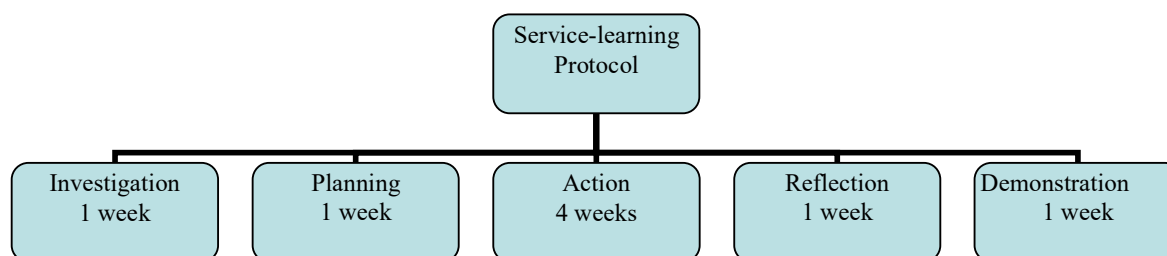 Service-learning
Protocol
Investigation
1 week
Planning
1 week
Action
4 weeks
Reflection
1 week
Demonstration
1 week